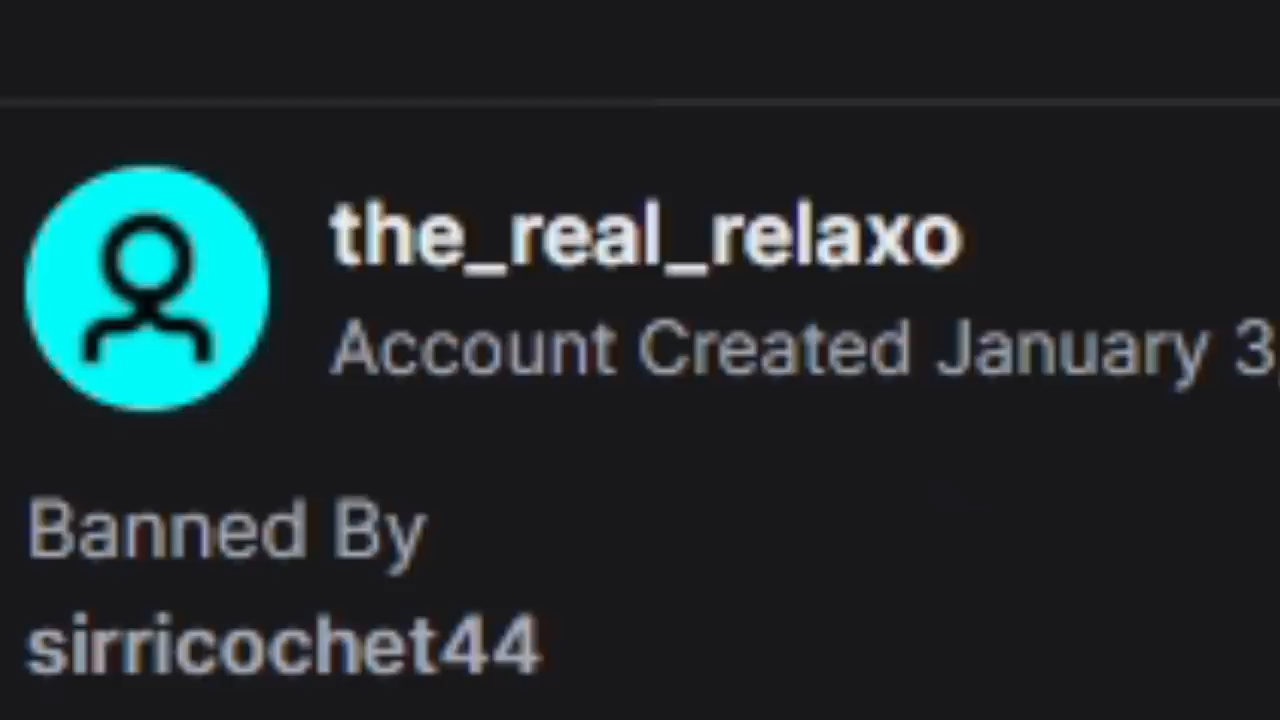 the_real_relaxo
Account Created January 3,
Banned By
sirricochet44